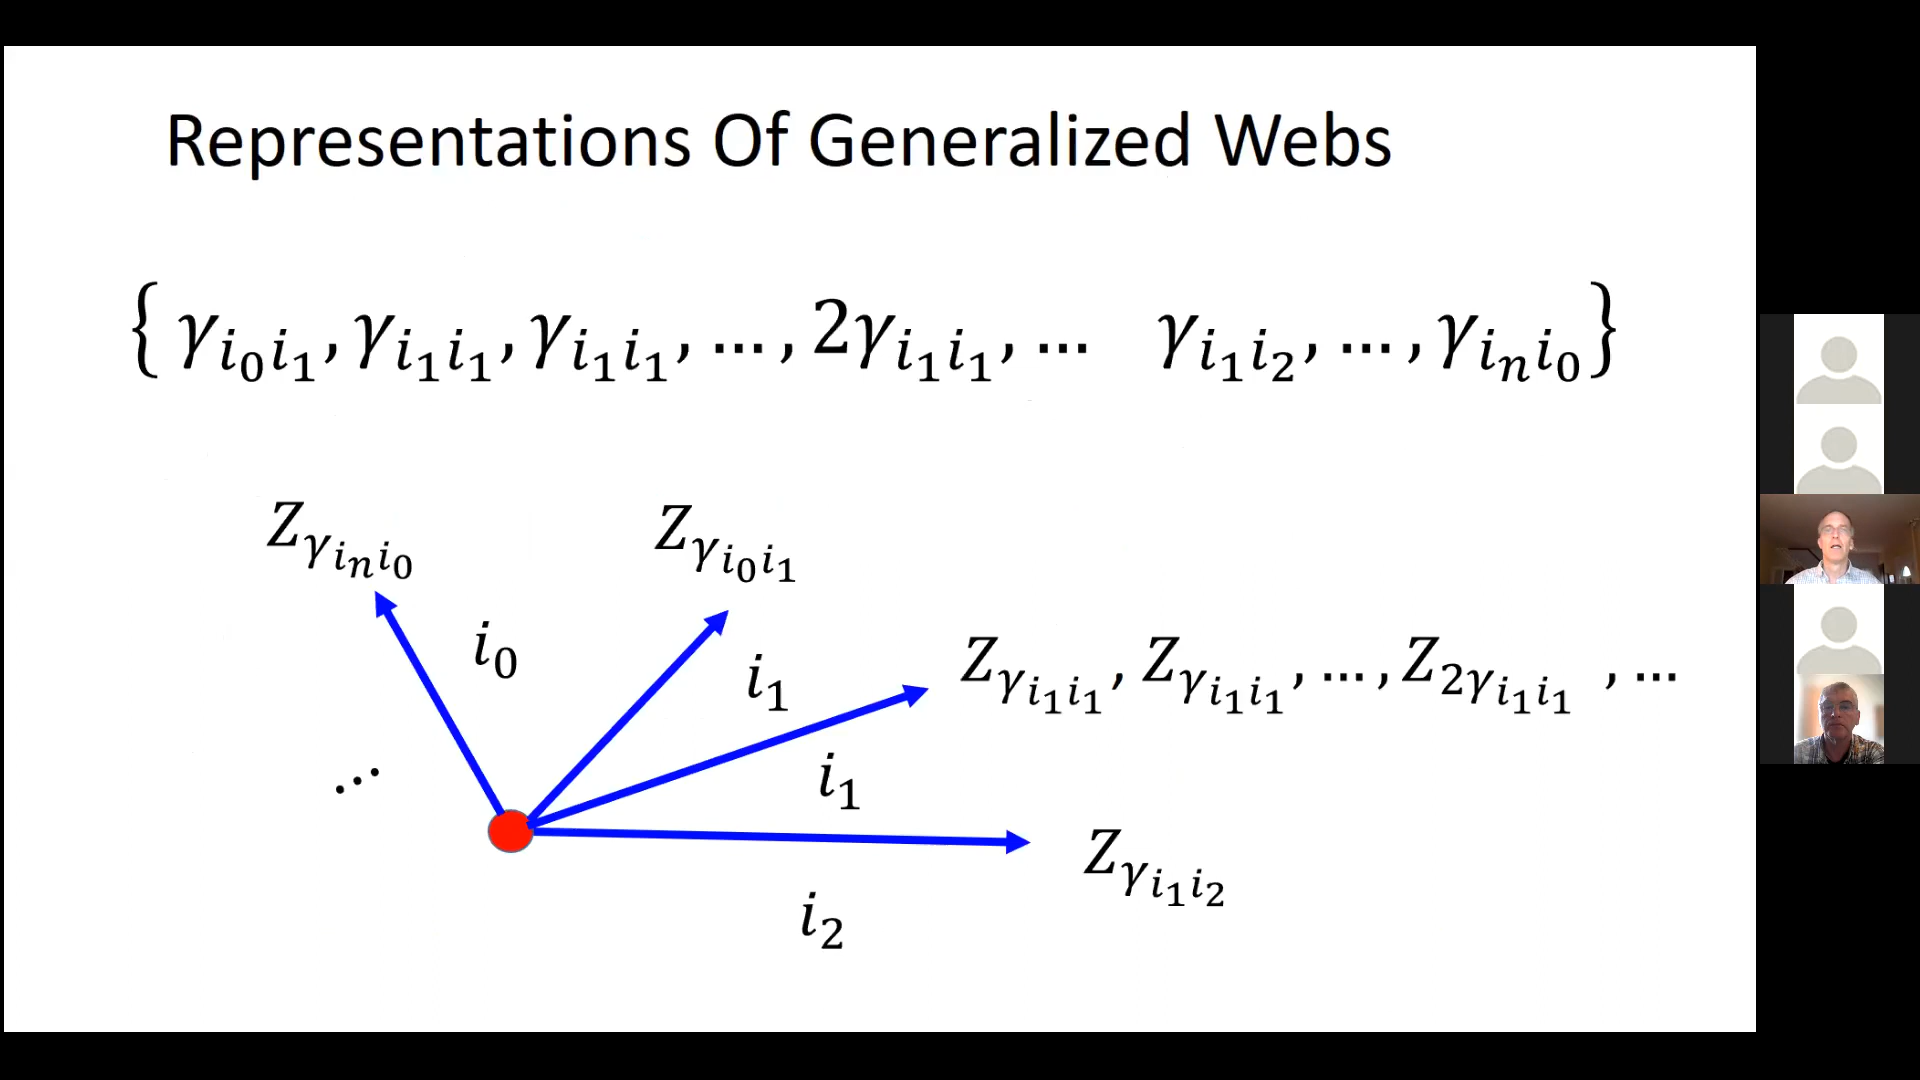 Representations Of Generalized Webs
{ γ_{i_0 i_1}, γ_{i_1 i_1}, γ_{i_1 i_1}, …, 2γ_{i_1 i_1}, … γ_{i_1 i_2}, …, γ_{i_n i_0} }
Z_{γ_{i_n i_0}} Z_{γ_{i_0 i_1}}
i_0
i_1 Z_{γ_{i_1 i_1}}, Z_{γ_{i_1 i_1}}, …, Z_{2γ_{i_1 i_1}} , …
… i_1
Z_{γ_{i_1 i_2}}
i_2